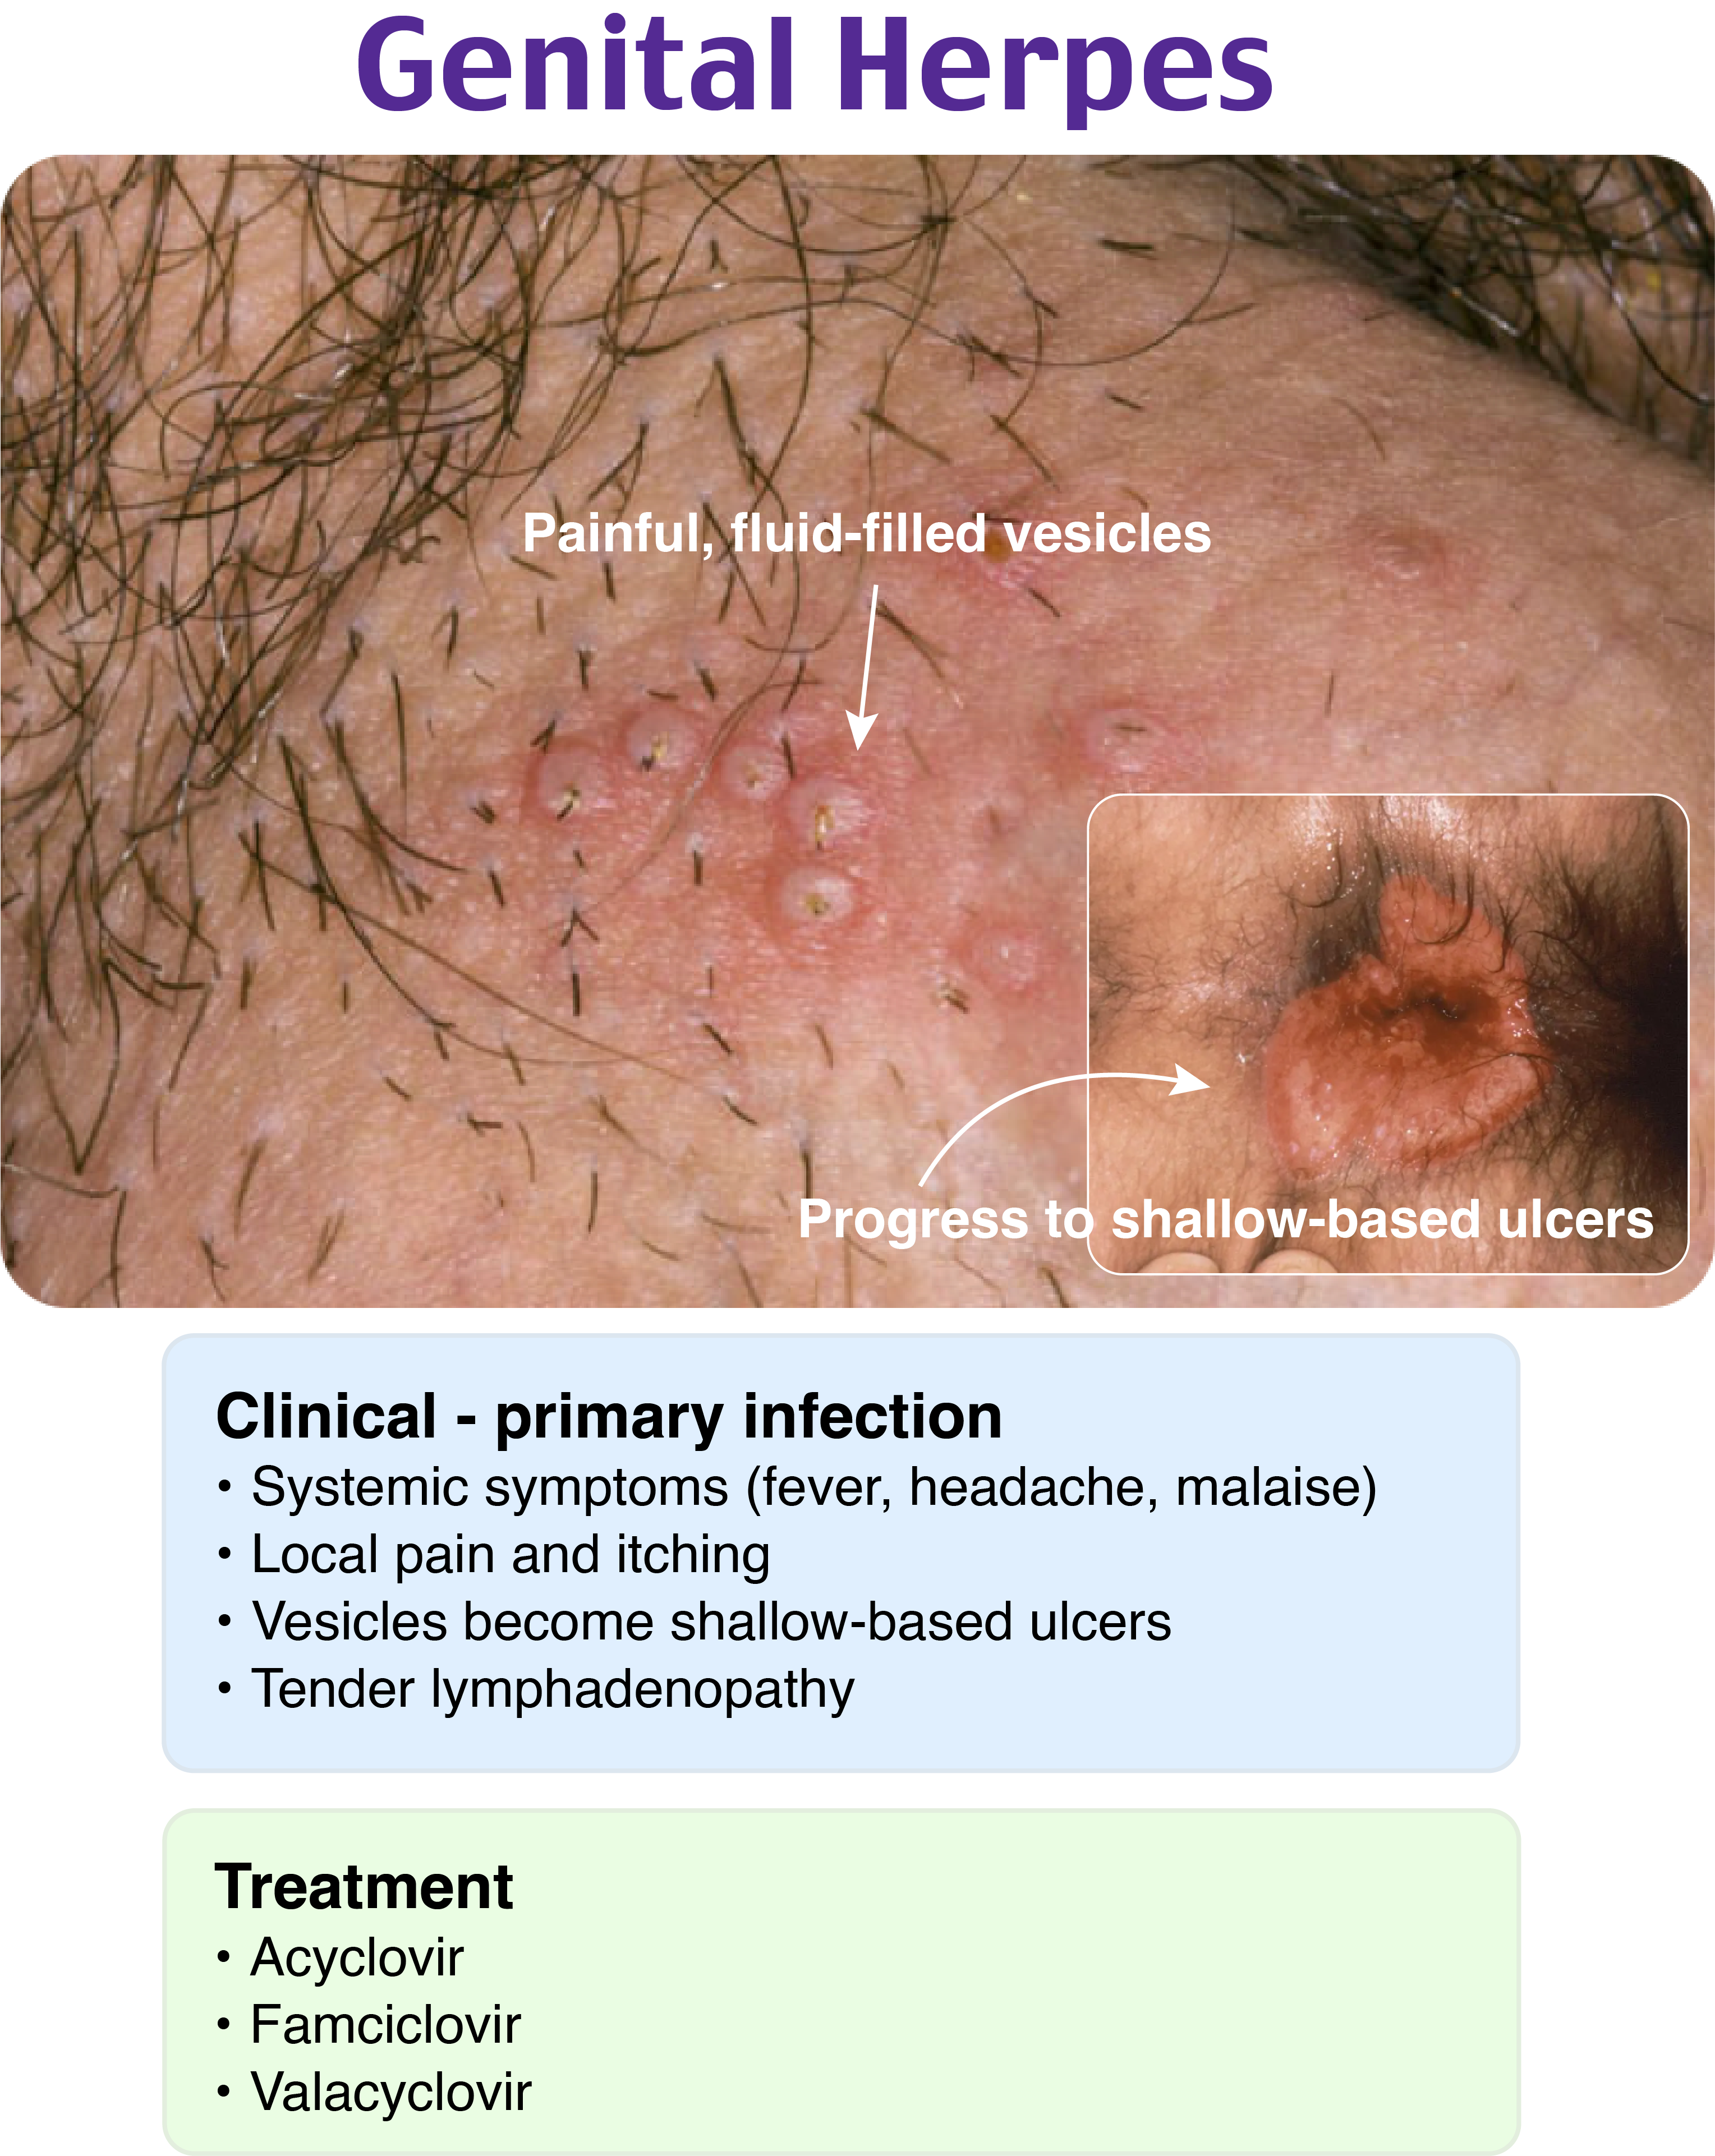 Genital Herpes
Painful, fluid-filled vesicles
Progress to shallow-based ulcers
Clinical - primary infection
• Systemic symptoms (fever, headache, malaise)
• Local pain and itching
• Vesicles become shallow-based ulcers
• Tender lymphadenopathy
Treatment
• Acyclovir
• Famciclovir
• Valacyclovir